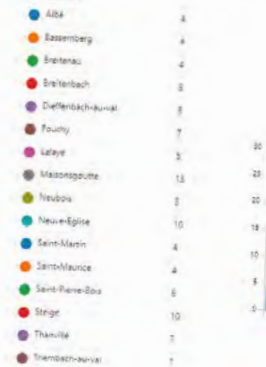 Albé 4
Bassemberg 4
Breitenau 4
Breitenbach 8
Dieffenbach-au-val 8
Fouchy 7
Lalaye 5
Maisonsgoutte 13
Neubois 8
Neuve-Eglise 10
Saint-Martin 4
Saint-Maurice 4
Saint-Pierre-Bois 6
Steige 10
Thanvillé 7
Triembach-au-val 7
30
25
20
15
10
5
0